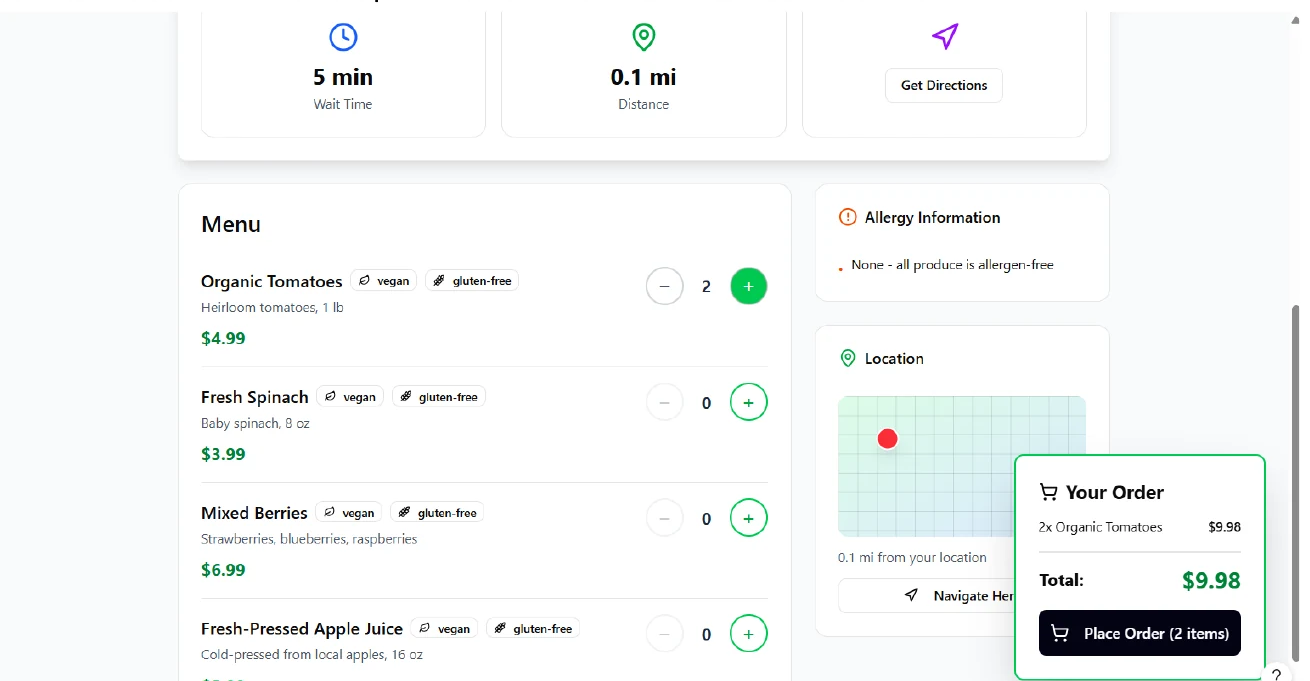 5 min
Wait Time
0.1 mi
Distance
Get Directions
Menu
Organic Tomatoes vegan gluten-free
Heirloom tomatoes, 1 lb
$4.99
− 2 +
Fresh Spinach vegan gluten-free
Baby spinach, 8 oz
$3.99
− 0 +
Mixed Berries vegan gluten-free
Strawberries, blueberries, raspberries
$6.99
− 0 +
Fresh-Pressed Apple Juice vegan gluten-free
Cold-pressed from local apples, 16 oz
− 0 +
Allergy Information
None - all produce is allergen-free
Location
0.1 mi from your location
Navigate
Your Order
2x Organic Tomatoes $9.98
Total: $9.98
Place Order (2 items)
?